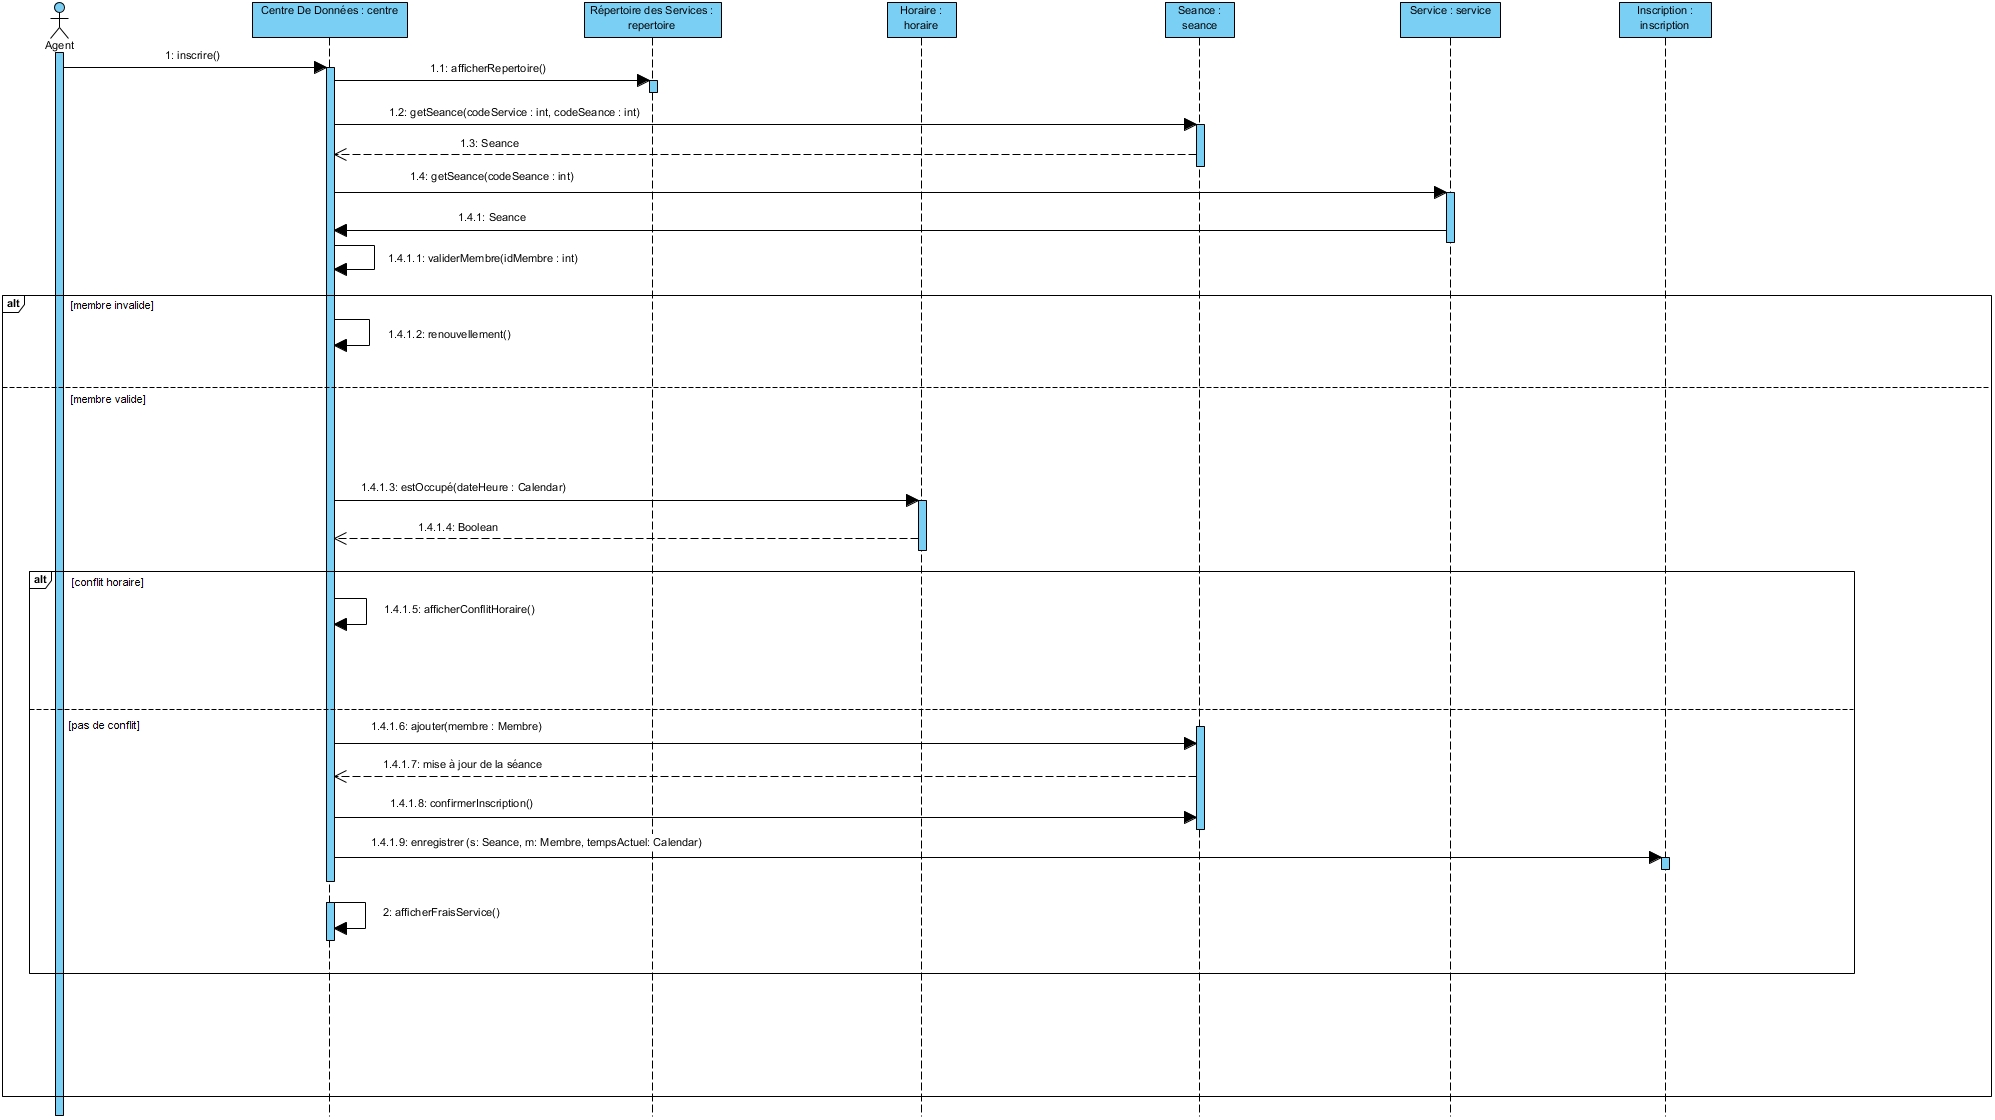 Agent
Centre De Données : centre
Répertoire des Services :
repertoire
Horaire :
horaire
Seance :
seance
Service : service
Inscription :
inscription
1: inscrire()
1.1: afficherRepertoire()
1.2: getSeance(codeService : int, codeSeance : int)
1.3: Seance
1.4: getSeance(codeSeance : int)
1.4.1: Seance
1.4.1.1: validerMembre(idMembre : int)
alt
[membre invalide]
1.4.1.2: renouvellement()
[membre valide]
1.4.1.3: estOccupé(dateHeure : Calendar)
1.4.1.4: Boolean
alt
[conflit horaire]
1.4.1.5: afficherConflitHoraire()
[pas de conflit]
1.4.1.6: ajouter(membre : Membre)
1.4.1.7: mise à jour de la séance
1.4.1.8: confirmerInscription()
1.4.1.9: enregistrer (s: Seance, m: Membre, tempsActuel: Calendar)
2: afficherFraisService()